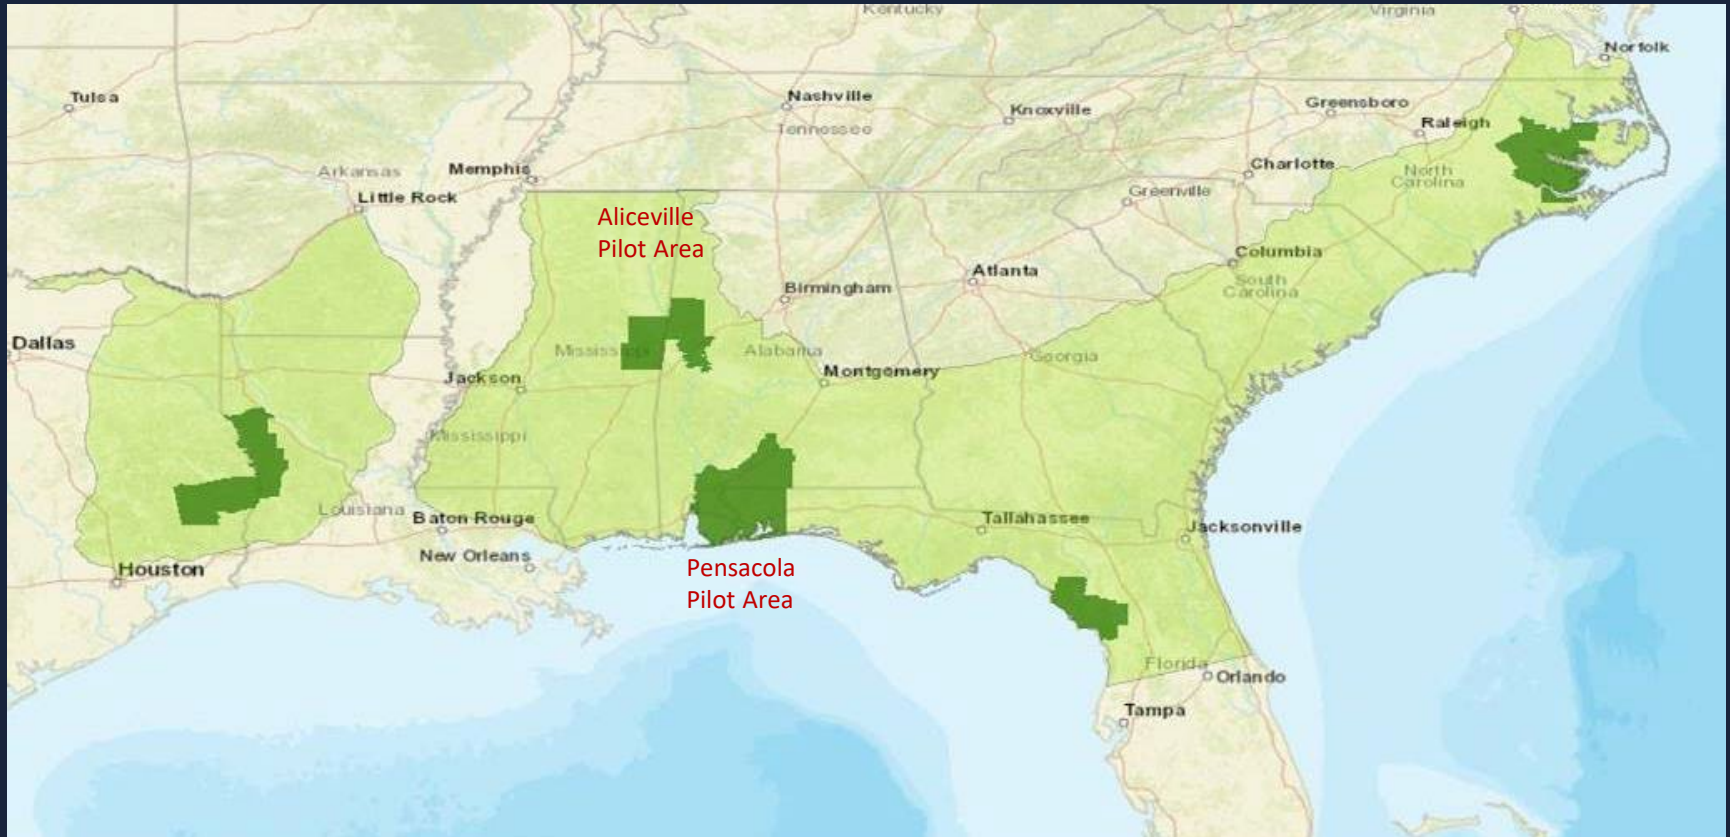 Kentucky
Virginia
Norfolk
Tulsa
Nashville
Tennessee
Knoxville
Greensboro
Raleigh
Arkansas
Memphis
Little Rock
Charlotte
North
Carolina
Greenville
Aliceville
Pilot Area
Columbia
South
Carolina
Atlanta
Birmingham
Dallas
Mississippi
Alabama
Georgia
Jackson
Montgomery
Mississippi
Louisiana
Baton Rouge
Tallahassee
Jacksonville
New Orleans
Houston
Pensacola
Pilot Area
Florida
Orlando
Tampa